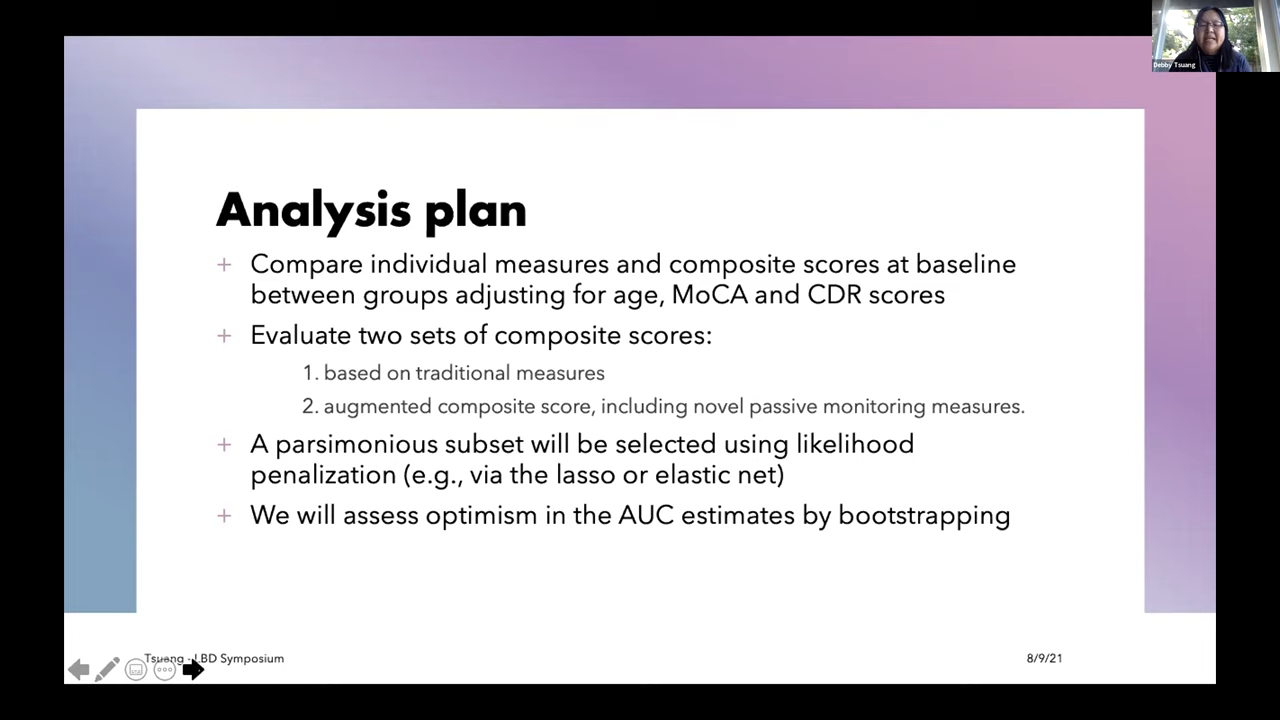 Debby Tsuang
Analysis plan
+ Compare individual measures and composite scores at baseline
between groups adjusting for age, MoCA and CDR scores
+ Evaluate two sets of composite scores:
1. based on traditional measures
2. augmented composite score, including novel passive monitoring measures.
+ A parsimonious subset will be selected using likelihood
penalization (e.g., via the lasso or elastic net)
+ We will assess optimism in the AUC estimates by bootstrapping
Tsuang - LBD Symposium
8/9/21